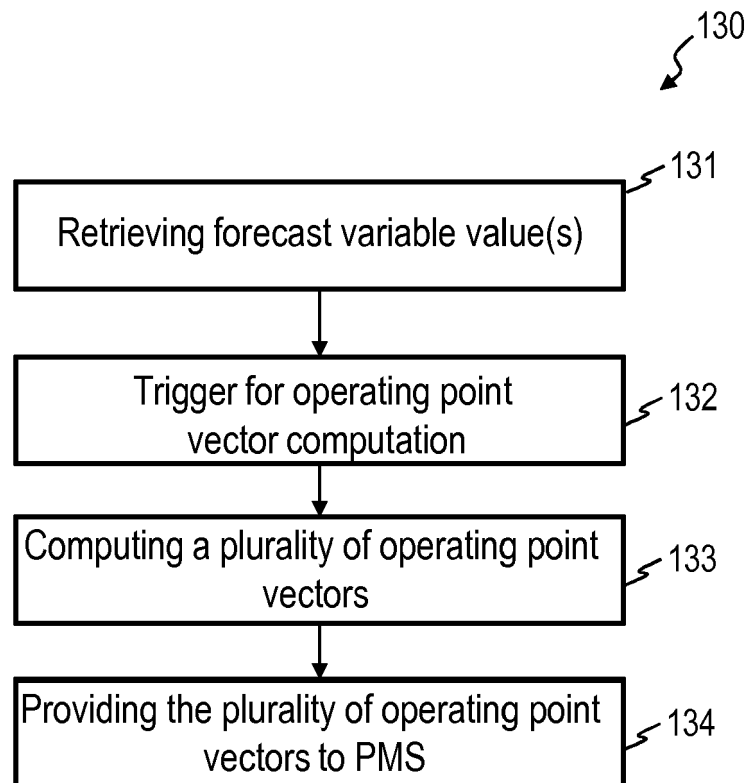 130
131
Retrieving forecast variable value(s)
Trigger for operating point
vector computation
132
Computing a plurality of operating point
vectors
133
Providing the plurality of operating point
vectors to PMS
134